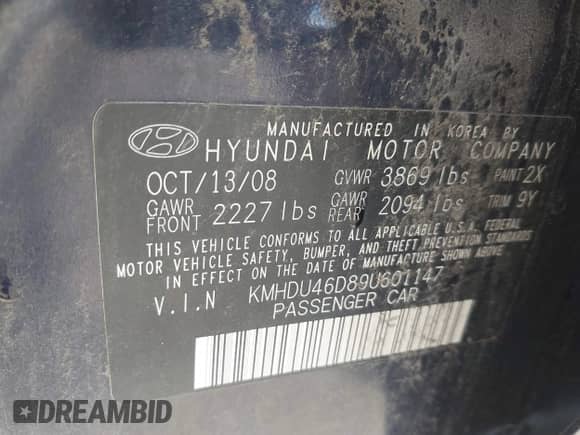 MANUFACTURED IN KOREA BY
HYUNDAI MOTOR COMPANY
OCT/13/08 GVWR 3869 lbs PAINT 2X
GAWR FRONT 2227 lbs GAWR REAR 2094 lbs TRIM 9Y
THIS VEHICLE CONFORMS TO ALL APPLICABLE U.S.A. FEDERAL
MOTOR VEHICLE SAFETY, BUMPER, AND THEFT PREVENTION STANDARDS
IN EFFECT ON THE DATE OF MANUFACTURE SHOWN ABOVE.
V.I.N KMHDU46D89U601147
PASSENGER CAR
DREAMBID